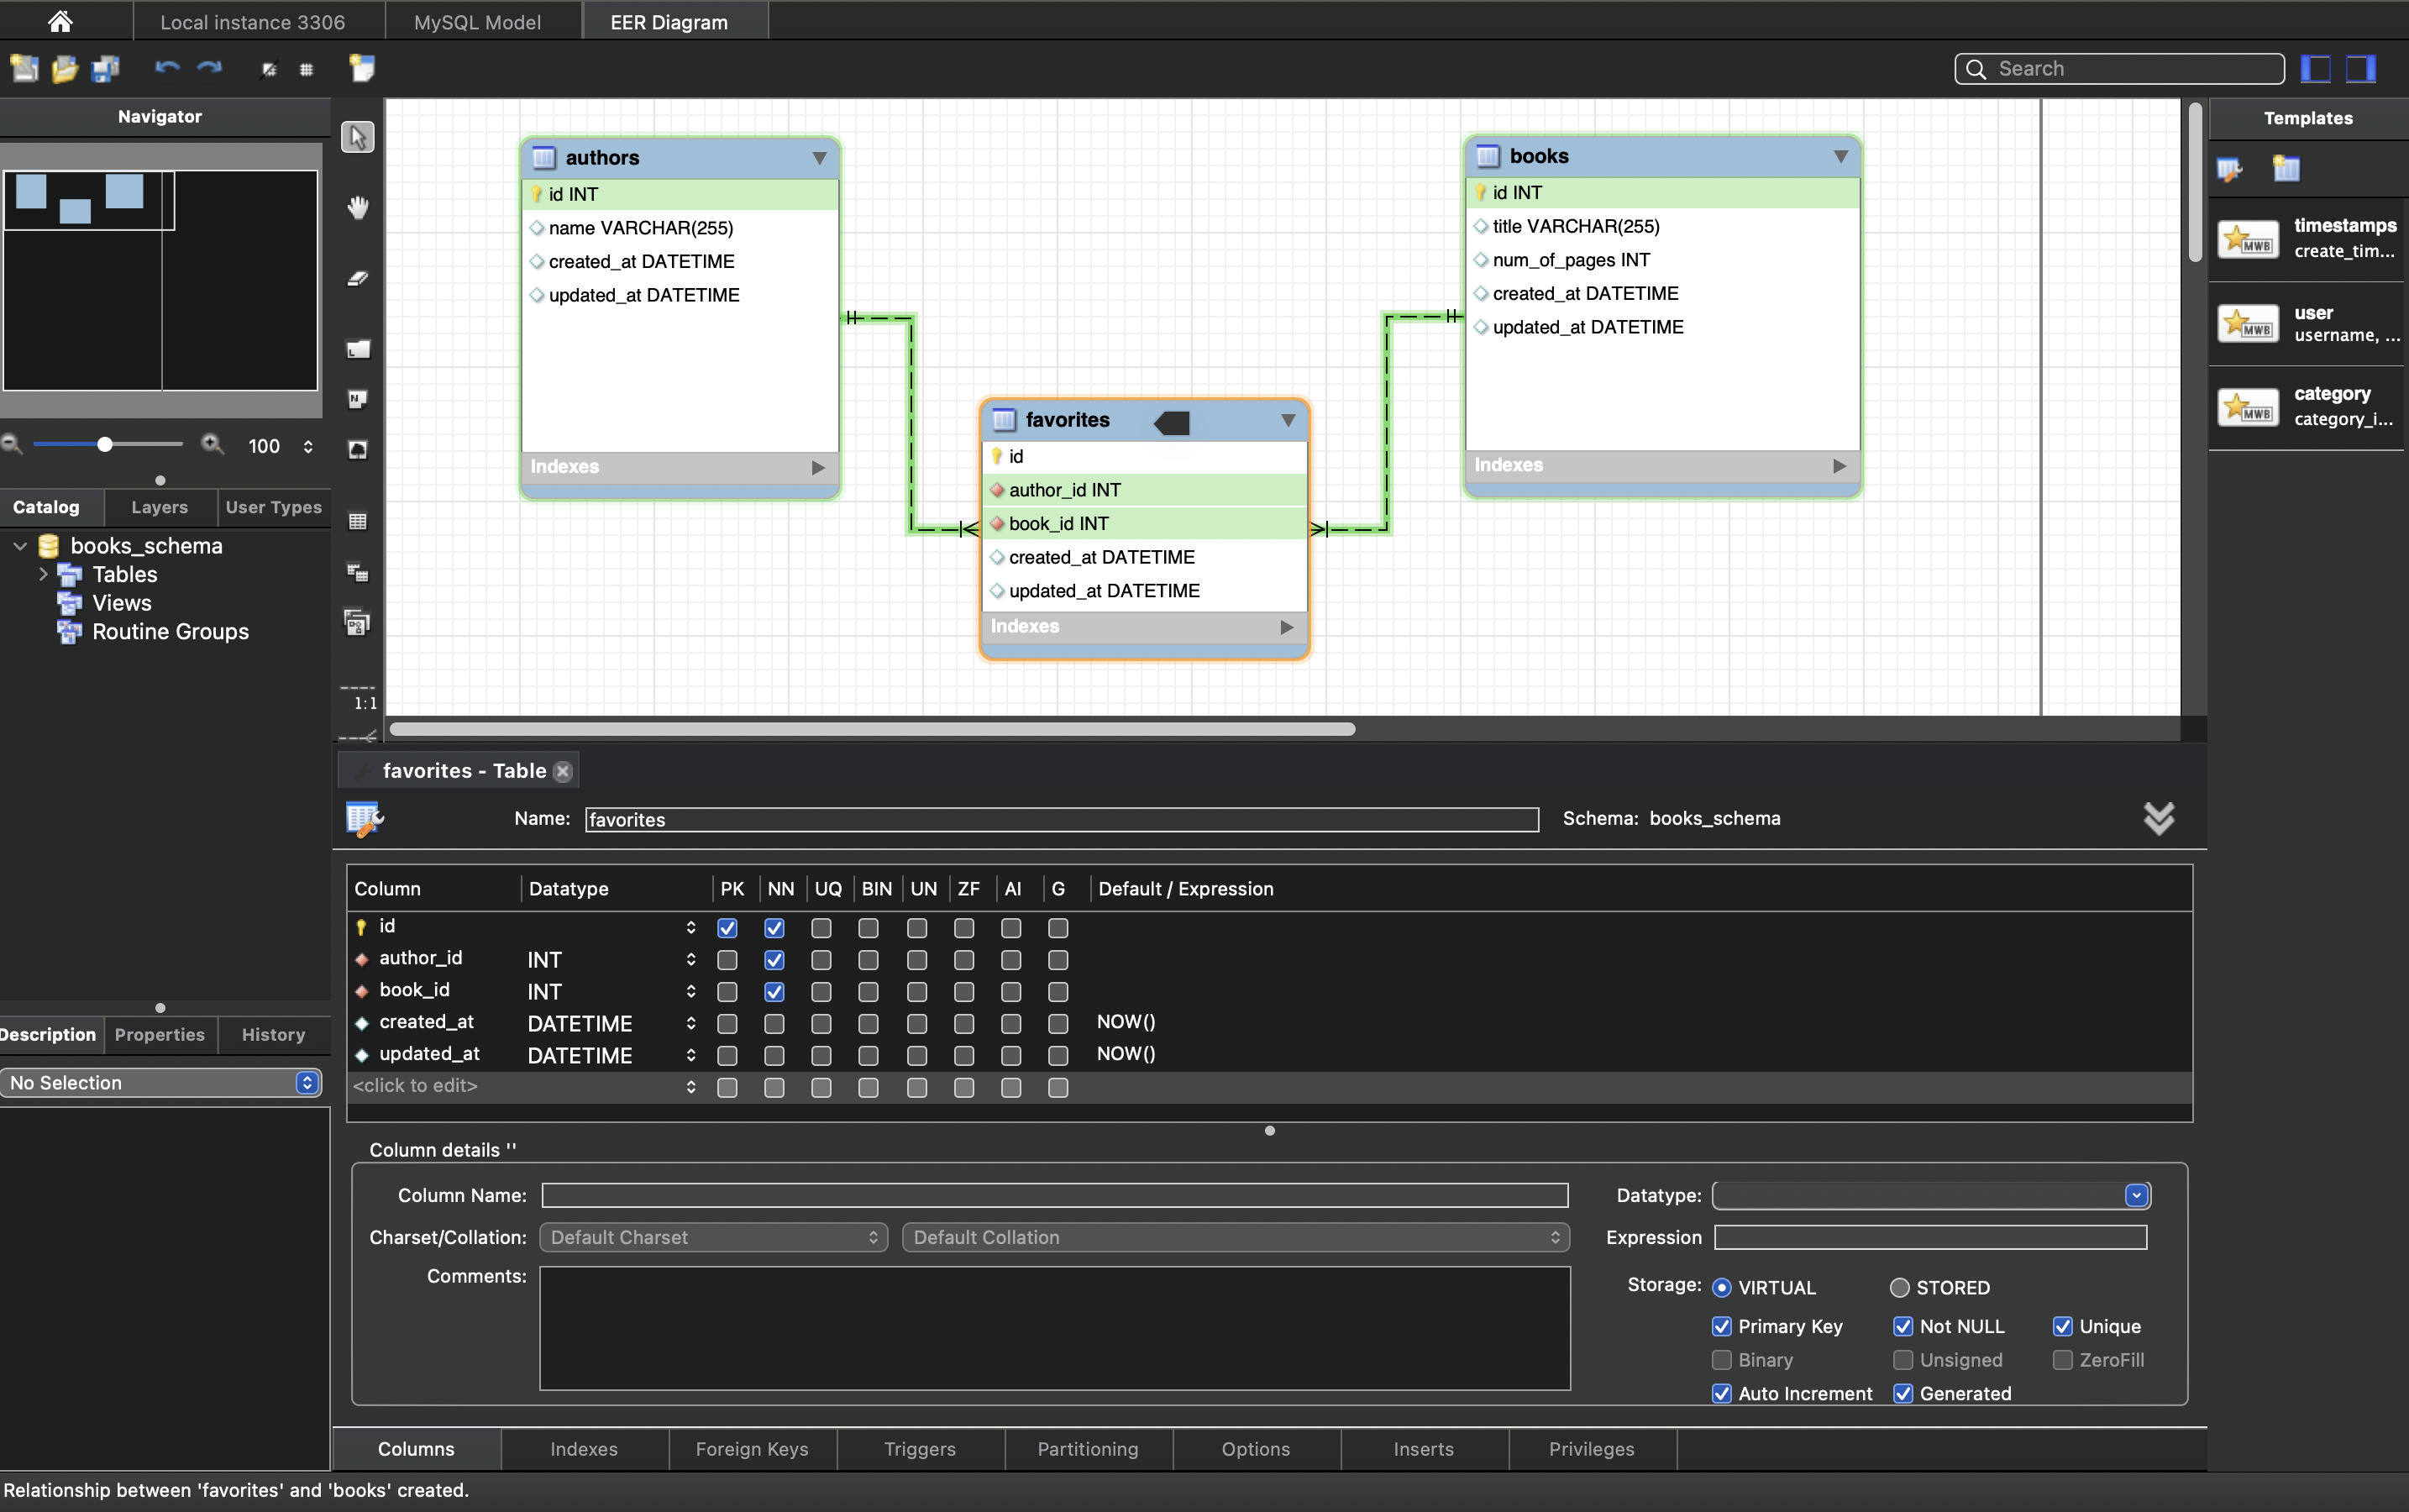 Local instance 3306
MySQL Model
EER Diagram
Search
Navigator
100
Catalog
Layers
User Types
books_schema
Tables
Views
Routine Groups
Description
Properties
History
No Selection
1:1
authors
id INT
name VARCHAR(255)
created_at DATETIME
updated_at DATETIME
Indexes
favorites
id
author_id INT
book_id INT
created_at DATETIME
updated_at DATETIME
Indexes
books
id INT
title VARCHAR(255)
num_of_pages INT
created_at DATETIME
updated_at DATETIME
Indexes
Templates
MWB
timestamps
create_tim...
MWB
user
username, ...
MWB
category
category_i...
favorites - Table
Name: favorites
Schema: books_schema
Column Datatype PK NN UQ BIN UN ZF AI G Default / Expression
id
author_id INT
book_id INT
created_at DATETIME NOW()
updated_at DATETIME NOW()
<click to edit>
Column details ''
Column Name:
Datatype:
Charset/Collation: Default Charset Default Collation
Expression
Comments:
Storage: VIRTUAL STORED
Primary Key Not NULL Unique
Binary Unsigned ZeroFill
Auto Increment Generated
Columns Indexes Foreign Keys Triggers Partitioning Options Inserts Privileges
Relationship between 'favorites' and 'books' created.